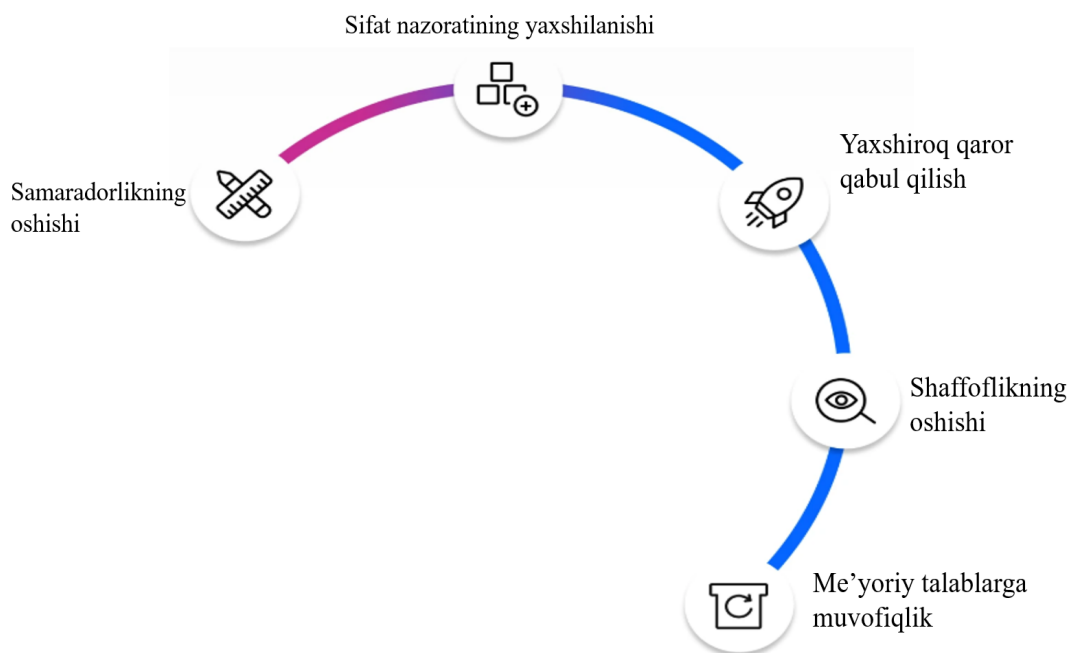 Sifat nazoratining yaxshilanishi
Yaxshiroq qaror
qabul qilish
Samaradorlikning
oshishi
Shaffoflikning
oshishi
Me’yoriy talablarga
muvofiqlik